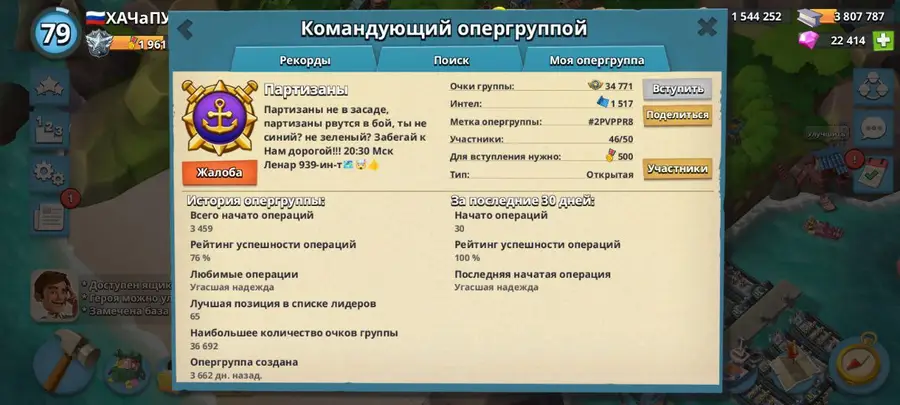 79
ХАЧаПУ
1 961
Командующий опергруппой
1 544 252
3 807 787
22 414
Рекорды
Поиск
Моя опергруппа
Партизаны
Партизаны не в засаде,
партизаны рвутся в бой, ты не
синий? не зеленый? Забегай к
Нам дорогой!!! 20:30 Мск
Ленар 939-ин-т
Жалоба
Очки группы: 34 771
Интел: 1 517
Метка опергруппы: #2PVPPR8
Участники: 46/50
Для вступления нужно: 500
Тип: Открытая
Вступить
Поделиться
Участники
История опергруппы:
Всего начато операций
3 459
Рейтинг успешности операций
76 %
Любимые операции
Угасшая надежда
Лучшая позиция в списке лидеров
65
Наибольшее количество очков группы
36 692
Опергруппа создана
3 662 дн. назад.
За последние 30 дней:
Начато операций
30
Рейтинг успешности операций
100 %
Последняя начатая операция
Угасшая надежда
1 2 3
1
* Доступен ящик
* Героя можно ул
* Замечена база
улучшить
1